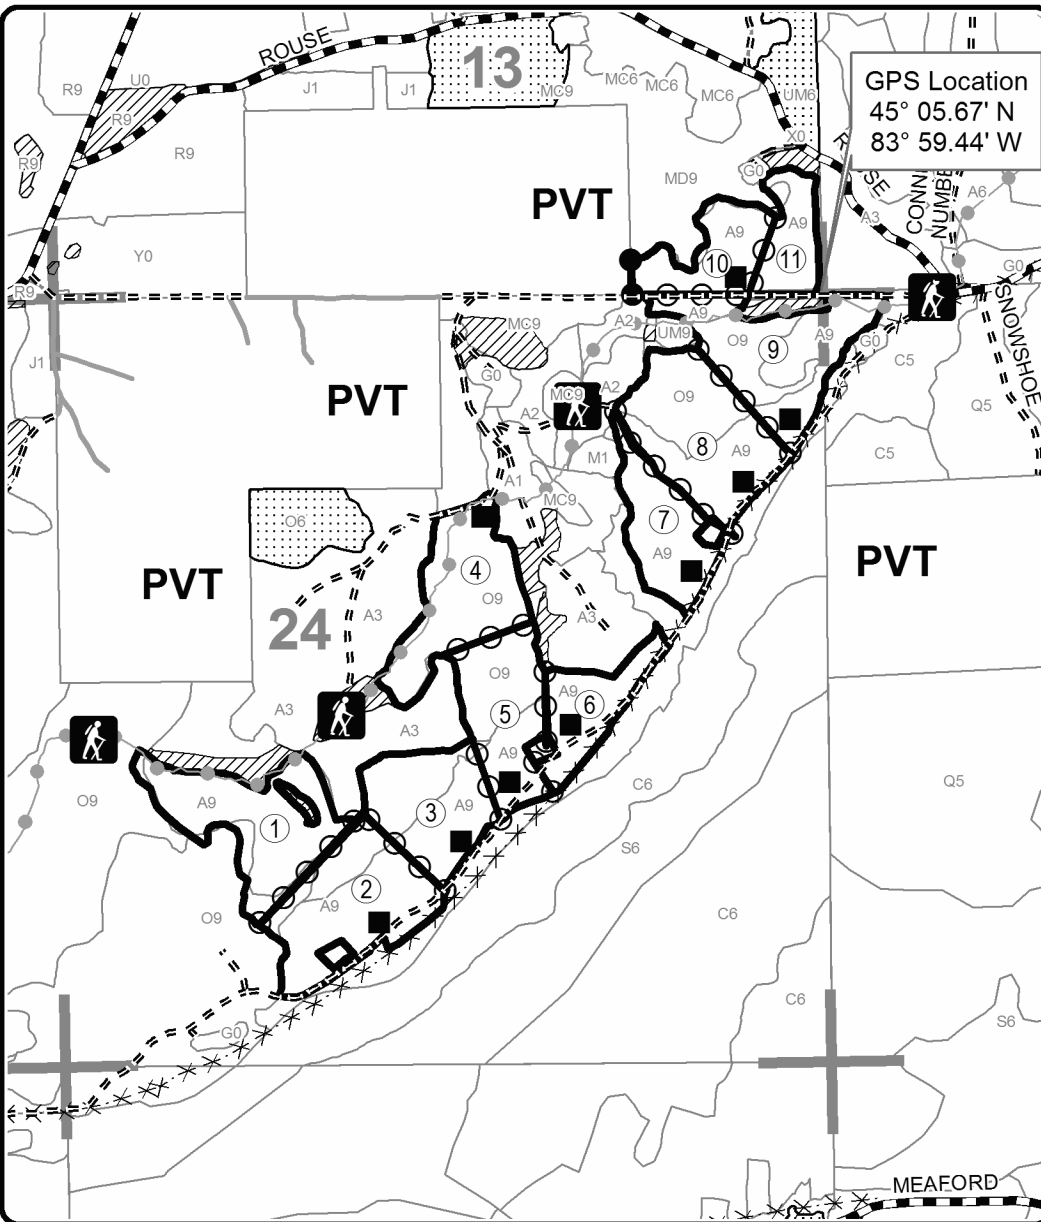 ROUSE
13
R9
U0
J1
J1
MC9
MC6
MC6
MC6
UM6
GPS Location
45° 05.67' N
83° 59.44' W
R9
R9
R9
X0
G0
MD9
PVT
A9
A9
A3
A6
10
11
Y0
G0
R9
MC9
A2
A9
UM9
O9
9
A9
G0
C5
SNOWSHOE
J1
G0
PVT
A2
MC9
A2
O9
Q5
8
A9
C5
M1
A1
MC9
O6
7
A9
PVT
PVT
4
O9
24
A3
A3
O9
A9
6
5
A3
A3
A9
O9
A9
1
3
A9
C6
Q5
S6
2
A9
O9
C6
C6
S6
G0
MEAFORD